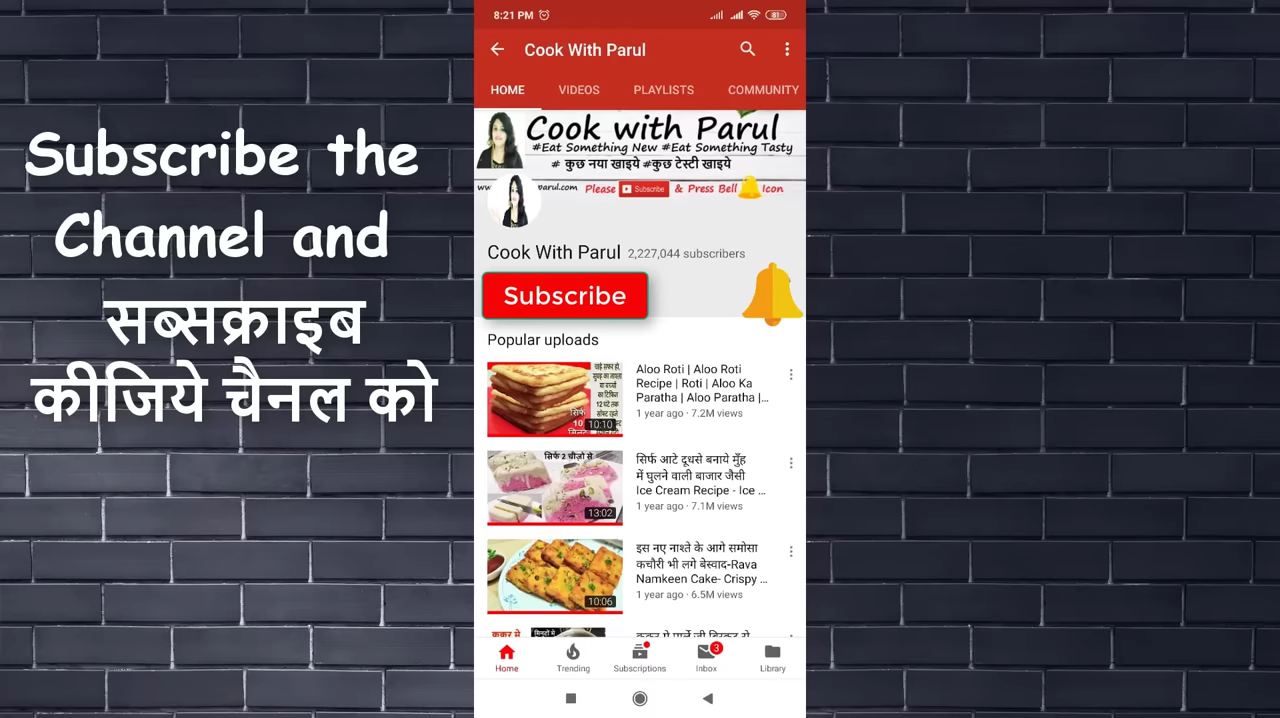 Subscribe the
Channel and
सब्सक्राइब
कीजिये चैनल को
8:21 PM
81
Cook With Parul
HOME VIDEOS PLAYLISTS COMMUNITY
Cook with Parul
#Eat Something New #Eat Something Tasty
# कुछ नया खाइये #कुछ टेस्टी खाइये
parul.com Please Subscribe & Press Bell Icon
Cook With Parul 2,227,044 subscribers
Subscribe
Popular uploads
सिर्फ
10
10:10
Aloo Roti | Aloo Roti
Recipe | Roti | Aloo Ka
Paratha | Aloo Paratha |...
1 year ago · 7.2M views
सिर्फ 2 चीज़ो से
13:02
सिर्फ आटे दूधसे बनाये मुँह
में घुलने वाली बाजार जैसी
Ice Cream Recipe - Ice ...
1 year ago · 7.1M views
10:06
इस नए नाश्ते के आगे समोसा
कचौरी भी लगे बेस्वाद-Rava
Namkeen Cake- Crispy ...
1 year ago · 6.5M views
3
Home Trending Subscriptions Inbox Library